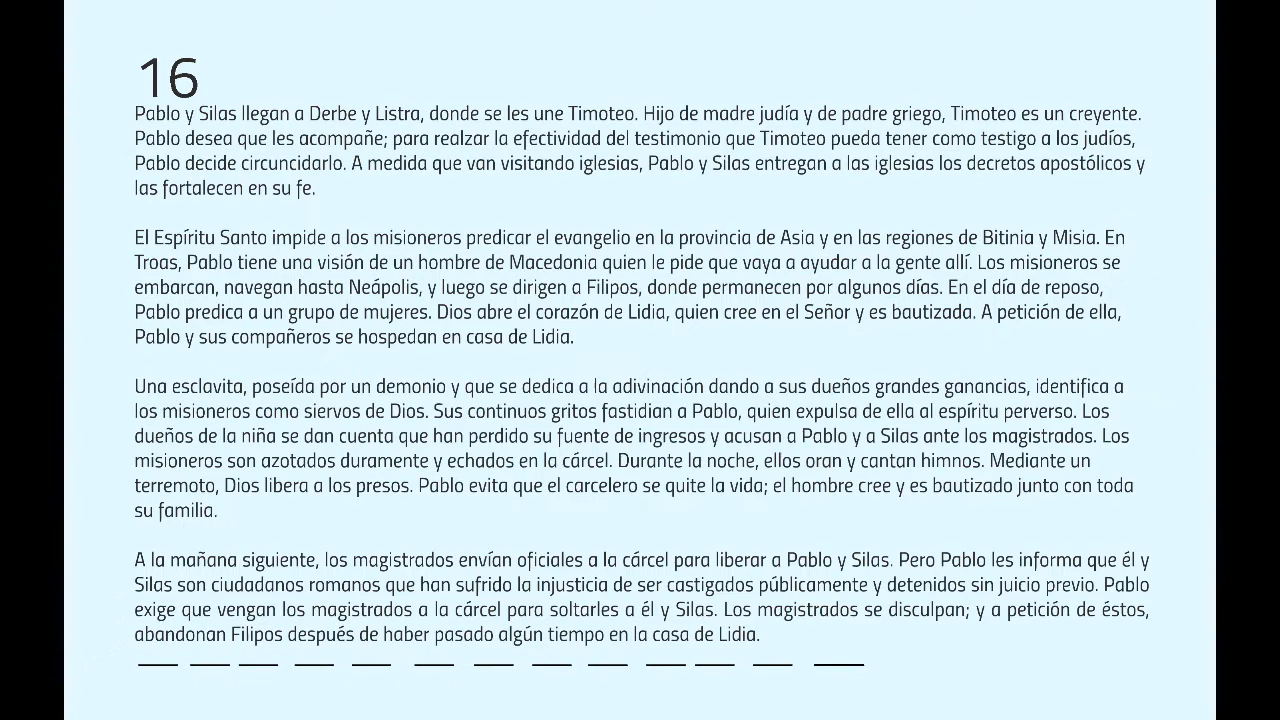 16
Pablo y Silas llegan a Derbe y Listra, donde se les une Timoteo. Hijo de madre judía y de padre griego, Timoteo es un creyente.
Pablo desea que les acompañe; para realzar la efectividad del testimonio que Timoteo pueda tener como testigo a los judíos,
Pablo decide circuncidarlo. A medida que van visitando iglesias, Pablo y Silas entregan a las iglesias los decretos apostólicos y
las fortalecen en su fe.
El Espíritu Santo impide a los misioneros predicar el evangelio en la provincia de Asia y en las regiones de Bitinia y Misia. En
Troas, Pablo tiene una visión de un hombre de Macedonia quien le pide que vaya a ayudar a la gente allí. Los misioneros se
embarcan, navegan hasta Neápolis, y luego se dirigen a Filipos, donde permanecen por algunos días. En el día de reposo,
Pablo predica a un grupo de mujeres. Dios abre el corazón de Lidia, quien cree en el Señor y es bautizada. A petición de ella,
Pablo y sus compañeros se hospedan en casa de Lidia.
Una esclavita, poseída por un demonio y que se dedica a la adivinación dando a sus dueños grandes ganancias, identifica a
los misioneros como siervos de Dios. Sus continuos gritos fastidian a Pablo, quien expulsa de ella al espíritu perverso. Los
dueños de la niña se dan cuenta que han perdido su fuente de ingresos y acusan a Pablo y a Silas ante los magistrados. Los
misioneros son azotados duramente y echados en la cárcel. Durante la noche, ellos oran y cantan himnos. Mediante un
terremoto, Dios libera a los presos. Pablo evita que el carcelero se quite la vida; el hombre cree y es bautizado junto con toda
su familia.
A la mañana siguiente, los magistrados envían oficiales a la cárcel para liberar a Pablo y Silas. Pero Pablo les informa que él y
Silas son ciudadanos romanos que han sufrido la injusticia de ser castigados públicamente y detenidos sin juicio previo. Pablo
exige que vengan los magistrados a la cárcel para soltarles a él y Silas. Los magistrados se disculpan; y a petición de éstos,
abandonan Filipos después de haber pasado algún tiempo en la casa de Lidia.